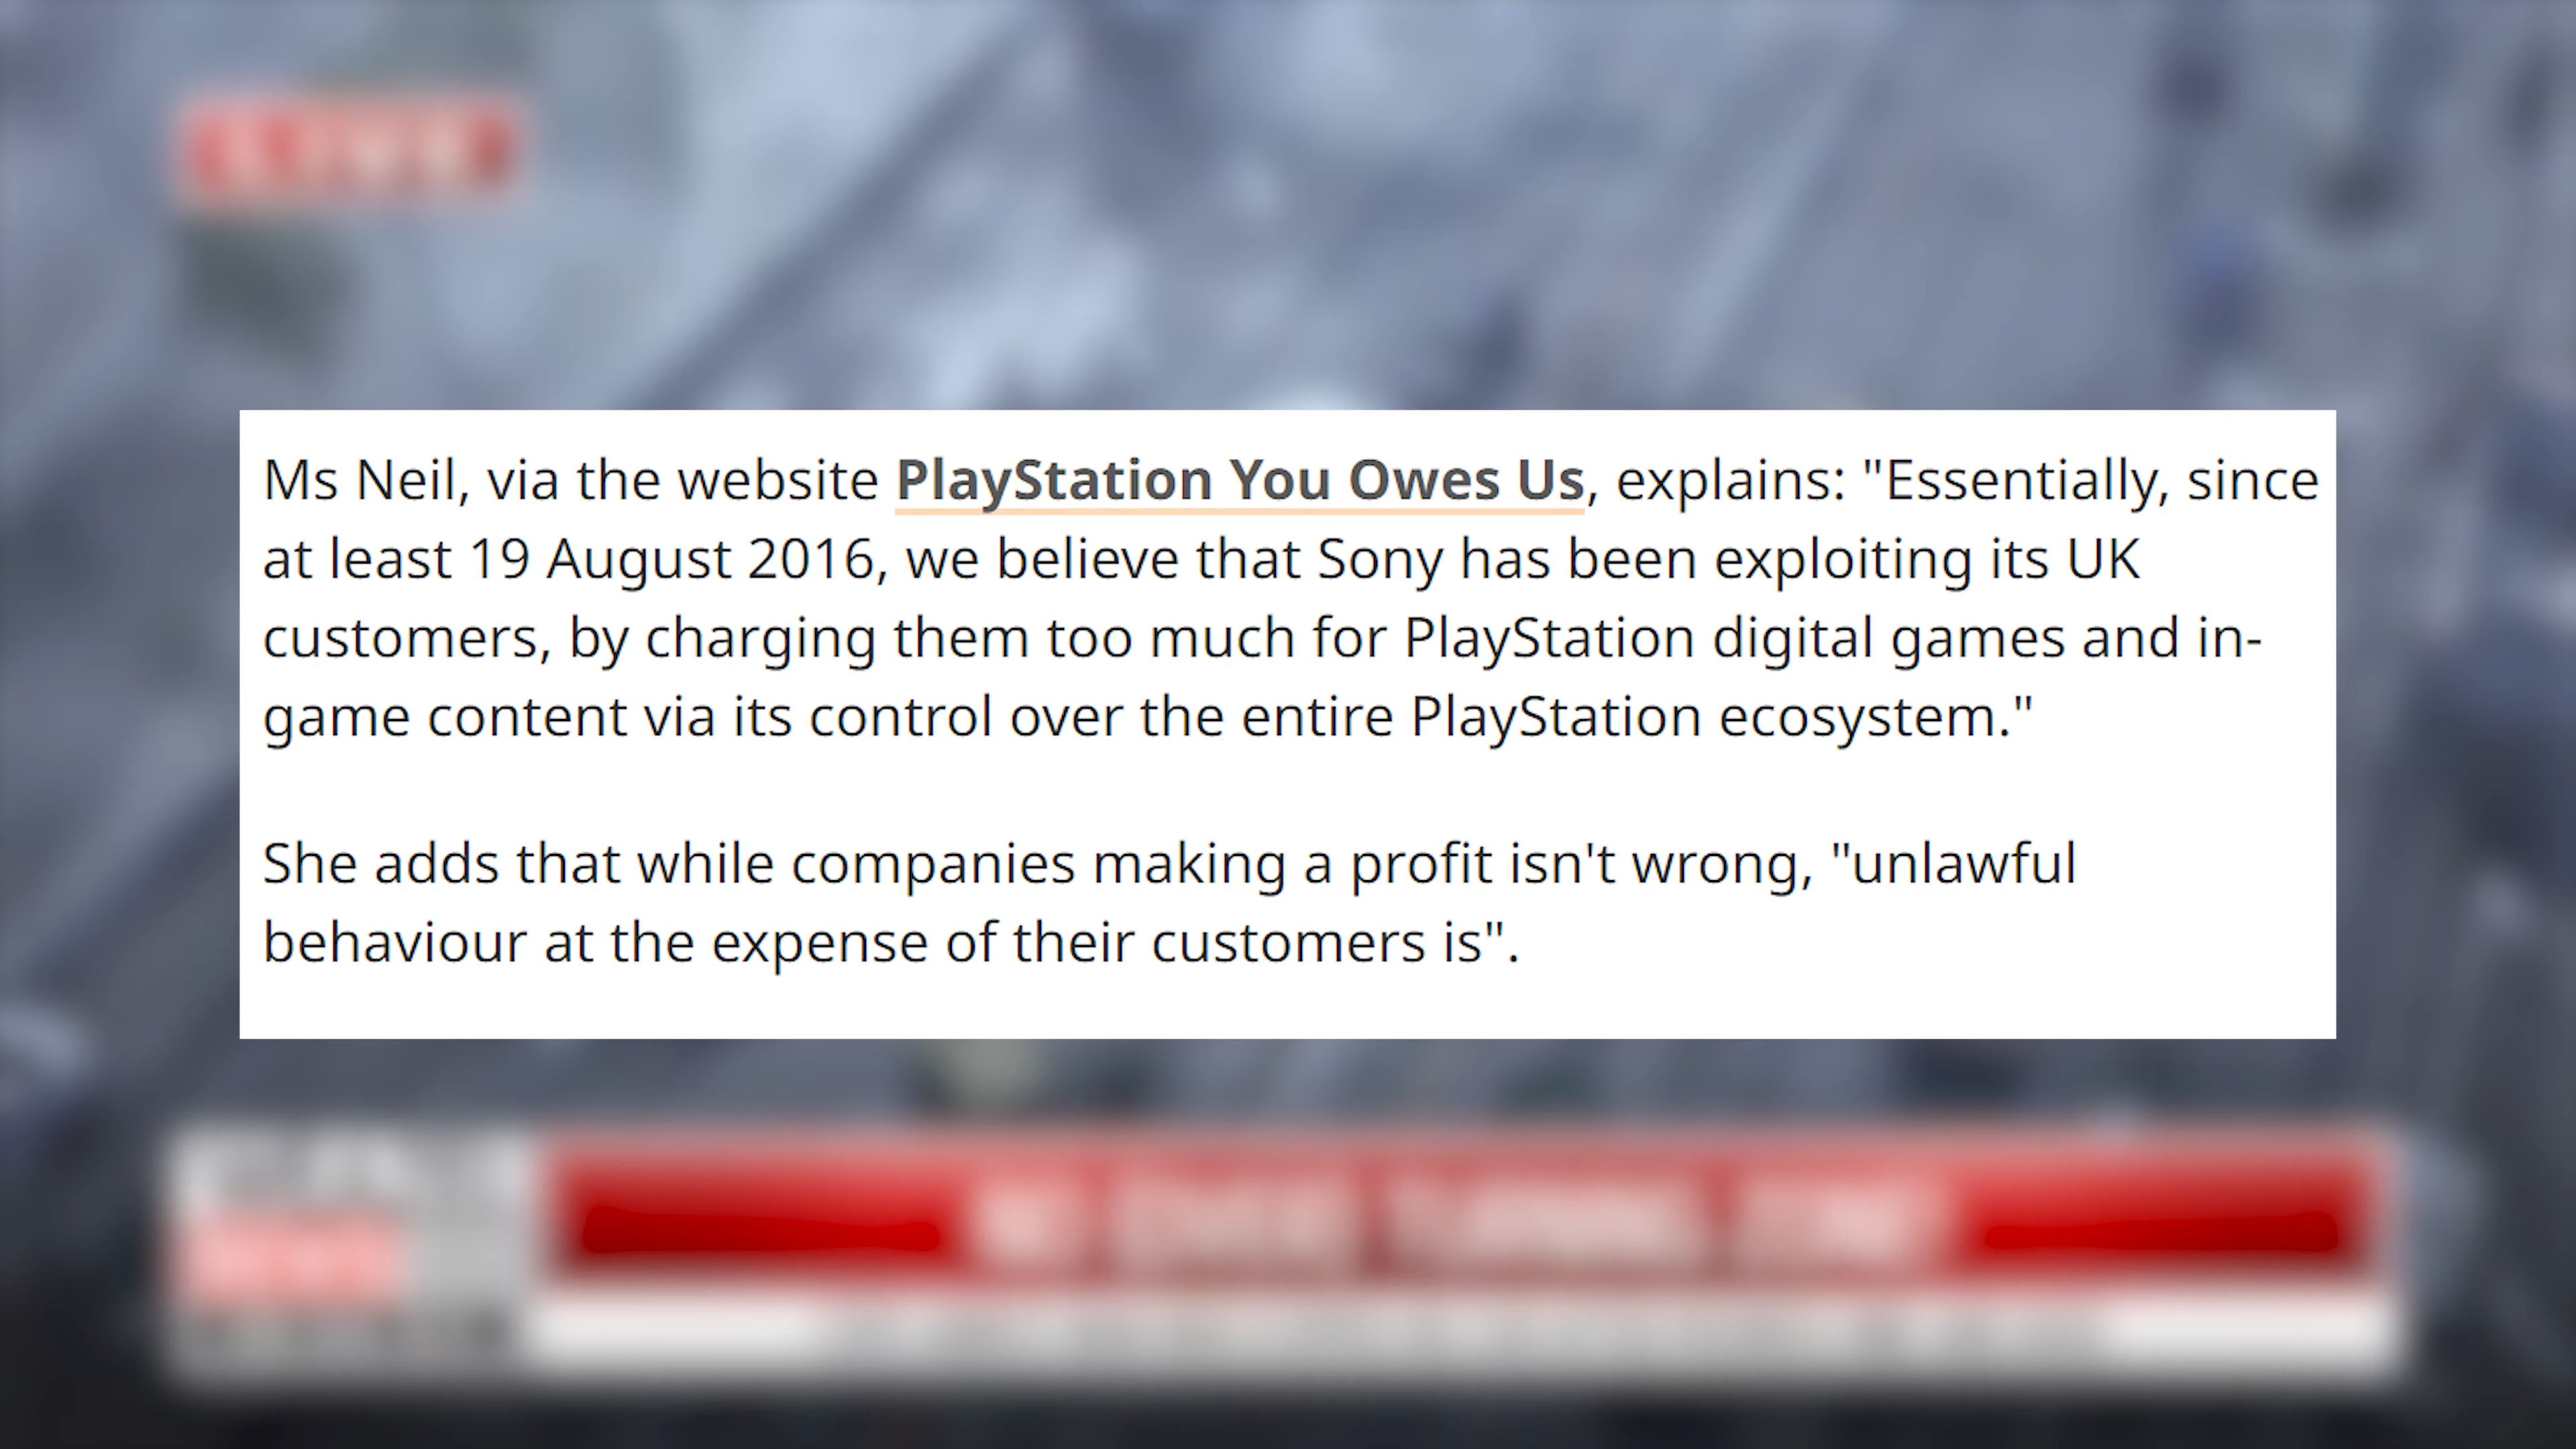 Ms Neil, via the website PlayStation You Owes Us, explains: "Essentially, since
at least 19 August 2016, we believe that Sony has been exploiting its UK
customers, by charging them too much for PlayStation digital games and in-
game content via its control over the entire PlayStation ecosystem."
She adds that while companies making a profit isn't wrong, "unlawful
behaviour at the expense of their customers is".